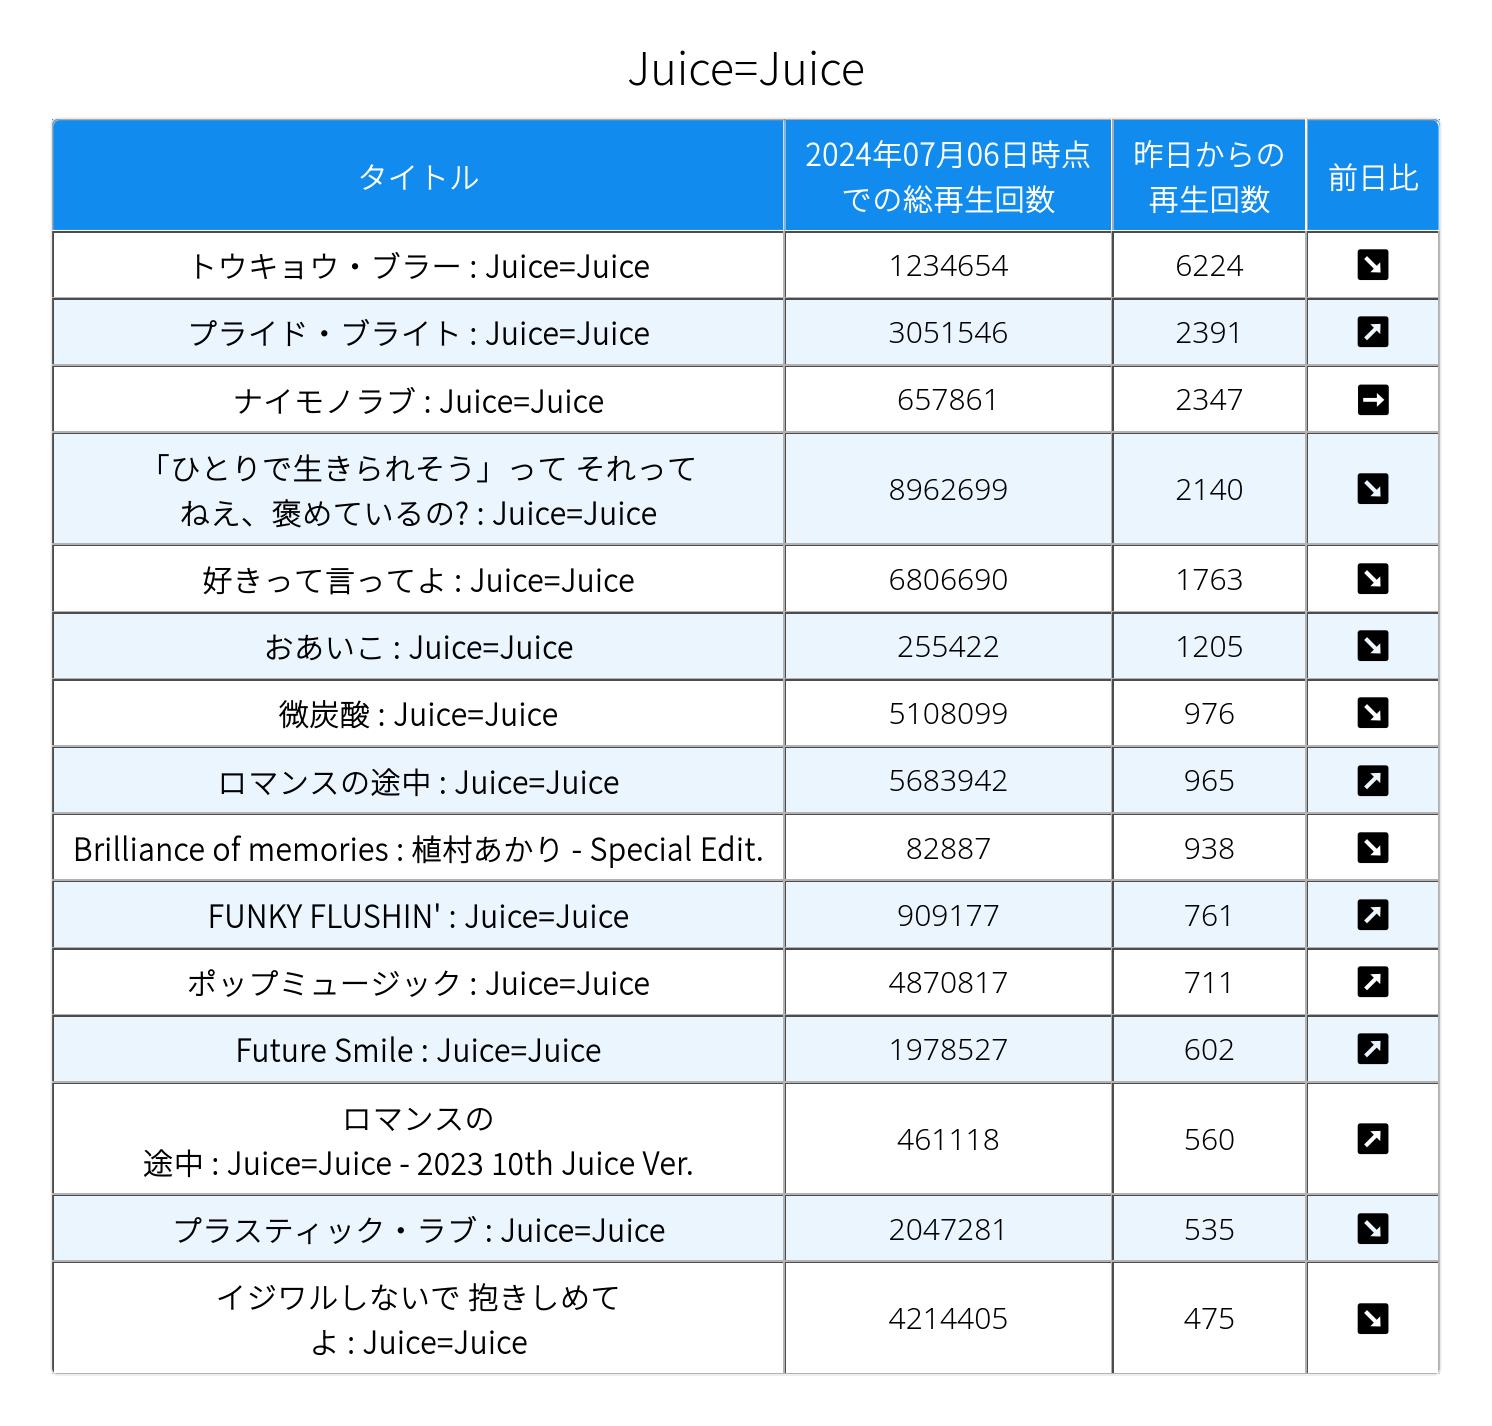 Juice=Juice
タイトル
2024年07月06日時点
での総再生回数
昨日からの
再生回数
前日比
トウキョウ・ブラー : Juice=Juice
1234654
6224
プライド・ブライト : Juice=Juice
3051546
2391
ナイモノラブ : Juice=Juice
657861
2347
「ひとりで生きられそう」って それって
ねえ、褒めているの? : Juice=Juice
8962699
2140
好きって言ってよ : Juice=Juice
6806690
1763
おあいこ : Juice=Juice
255422
1205
微炭酸 : Juice=Juice
5108099
976
ロマンスの途中 : Juice=Juice
5683942
965
Brilliance of memories : 植村あかり - Special Edit.
82887
938
FUNKY FLUSHIN' : Juice=Juice
909177
761
ポップミュージック : Juice=Juice
4870817
711
Future Smile : Juice=Juice
1978527
602
ロマンスの
途中 : Juice=Juice - 2023 10th Juice Ver.
461118
560
プラスティック・ラブ : Juice=Juice
2047281
535
イジワルしないで 抱きしめて
よ : Juice=Juice
4214405
475